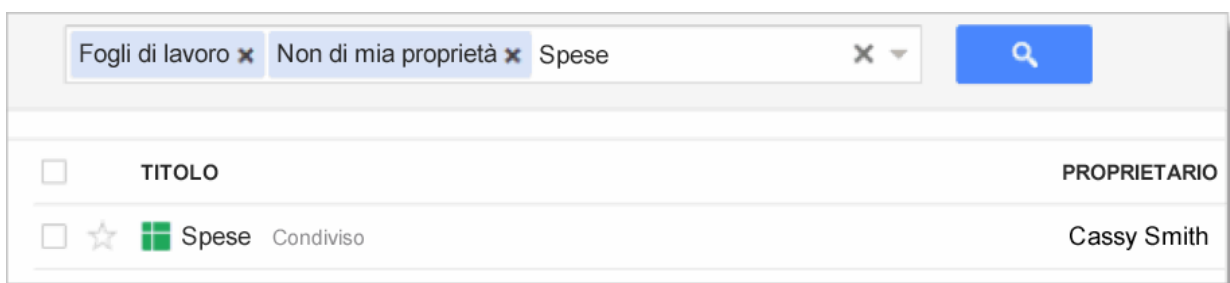 Fogli di lavoro × Non di mia proprietà × Spese
TITOLO PROPRIETARIO
Spese Condiviso Cassy Smith